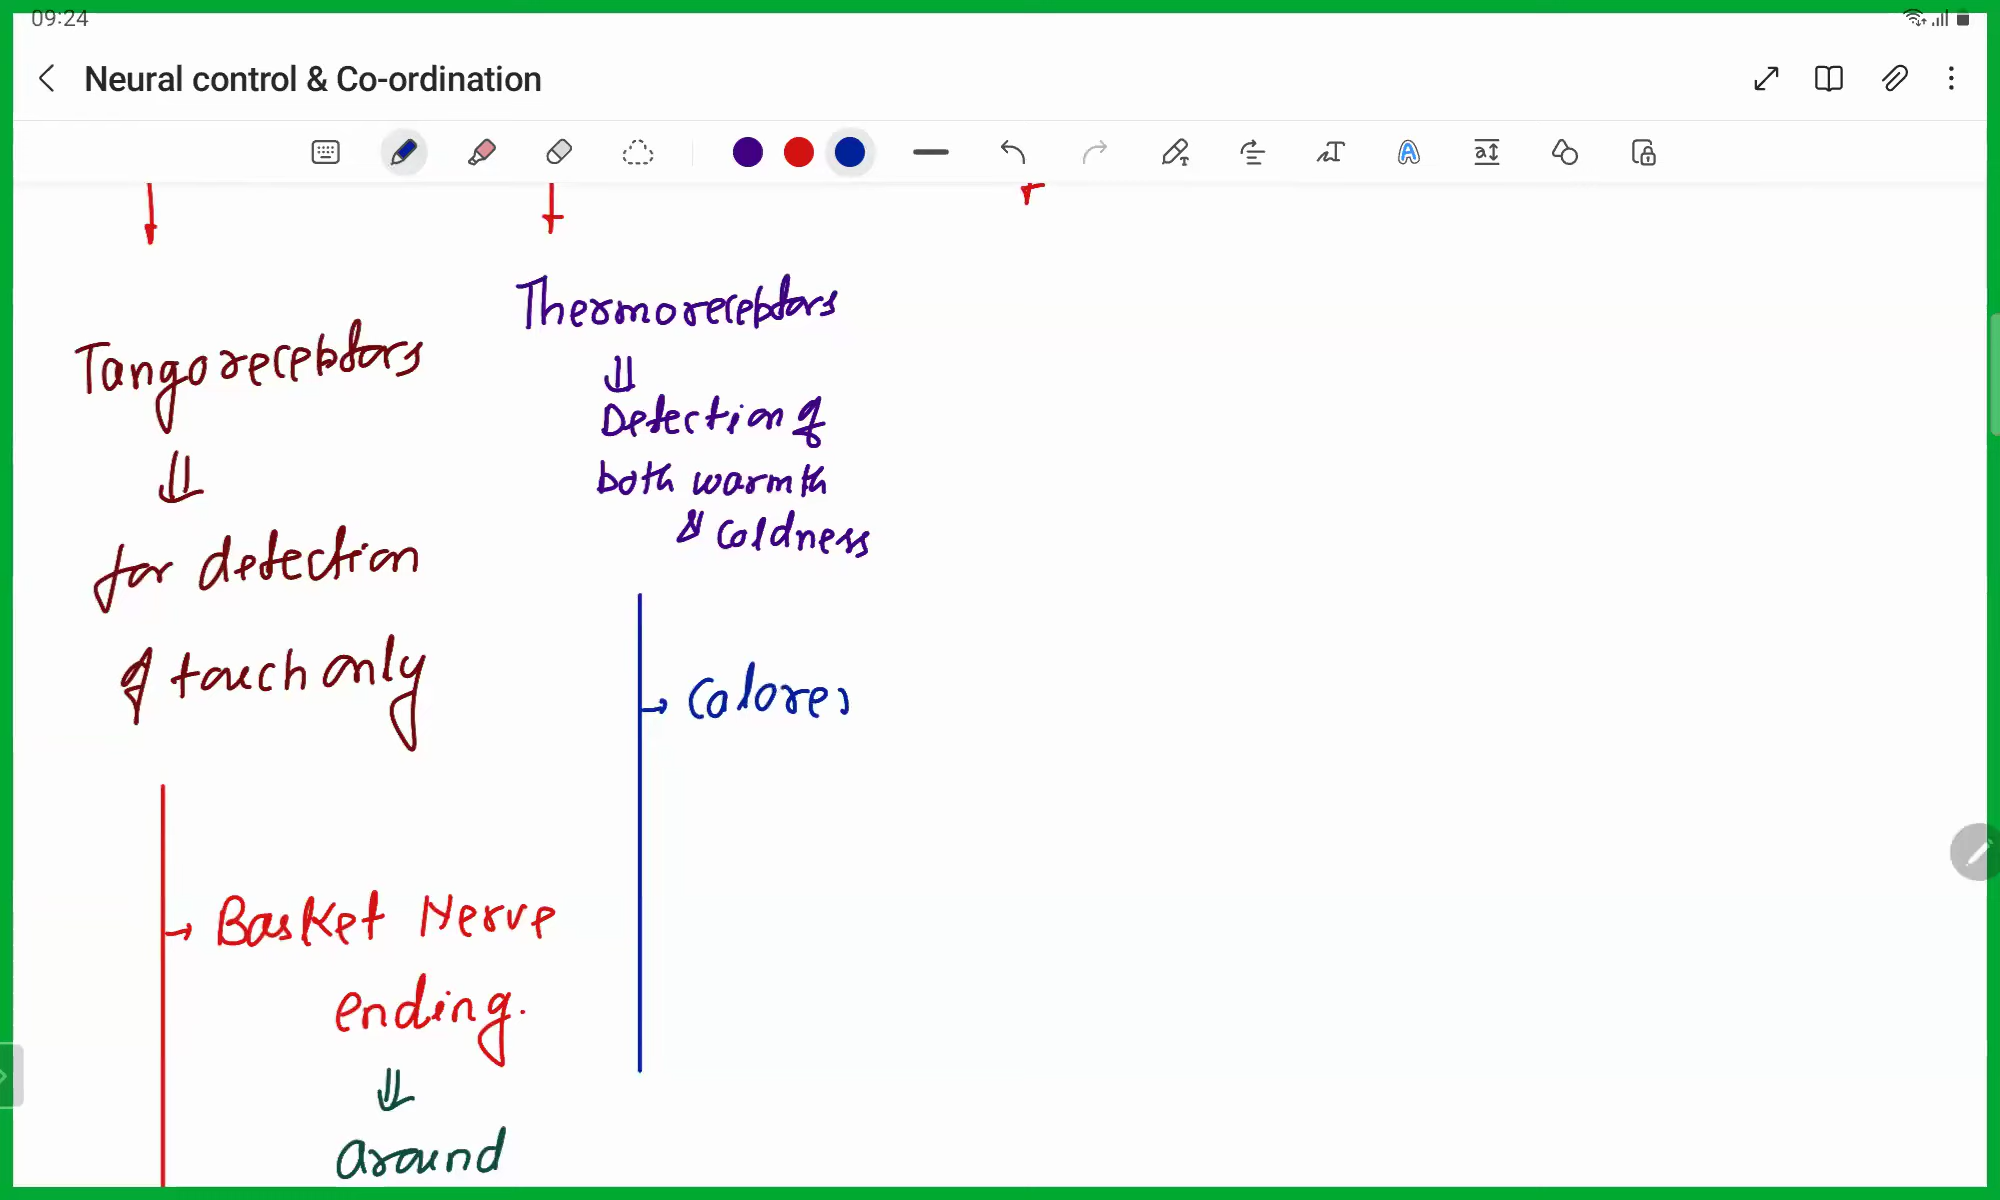 09:24
Neural control & Co-ordination
Tangoreceptors
for detection
of touch only
Basket Nerve
ending.
around
Thermoreceptors
Detection of
both warmth
& coldness
Calores